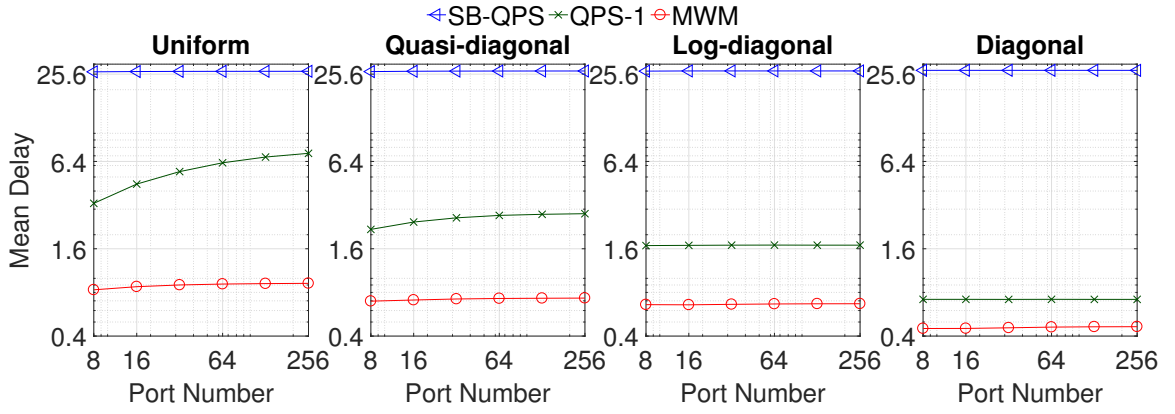 SB-QPS QPS-1 MWM
Uniform Quasi-diagonal Log-diagonal Diagonal
Mean Delay
25.6 25.6 25.6 25.6
6.4 6.4 6.4 6.4
1.6 1.6 1.6 1.6
0.4 0.4 0.4 0.4
8 16 64 256 8 16 64 256 8 16 64 256 8 16 64 256
Port Number Port Number Port Number Port Number